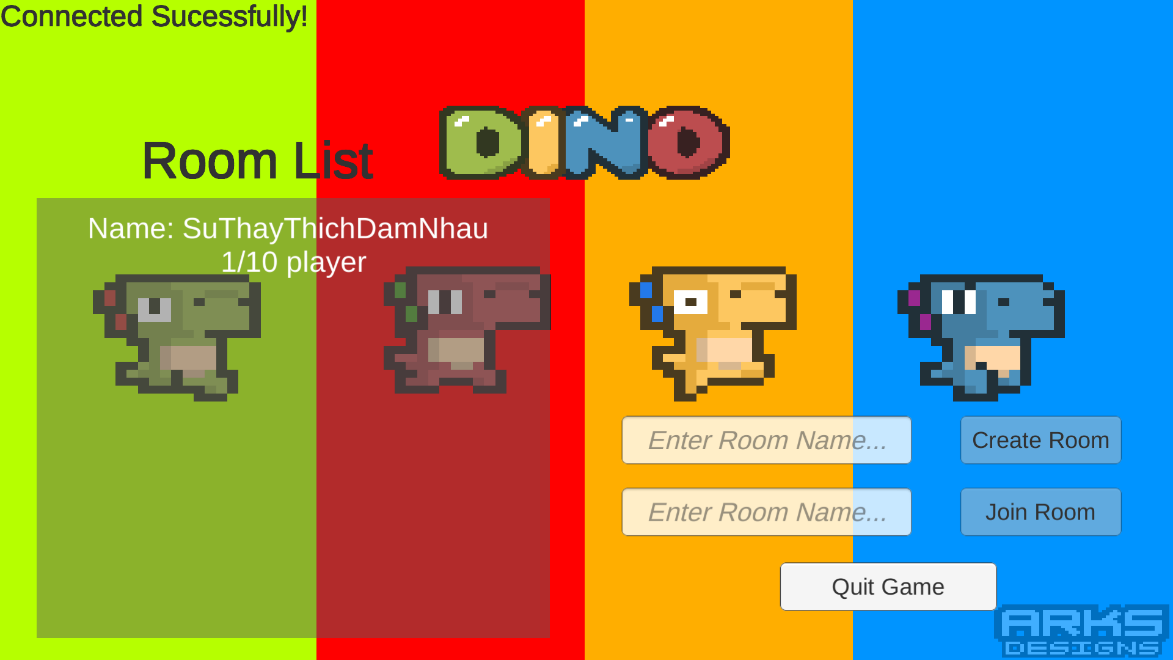 Connected Sucessfully!
DINO
Room List
Name: SuThayThichDamNhau
1/10 player
Enter Room Name...
Create Room
Enter Room Name...
Join Room
Quit Game
ARKS
DESIGNS